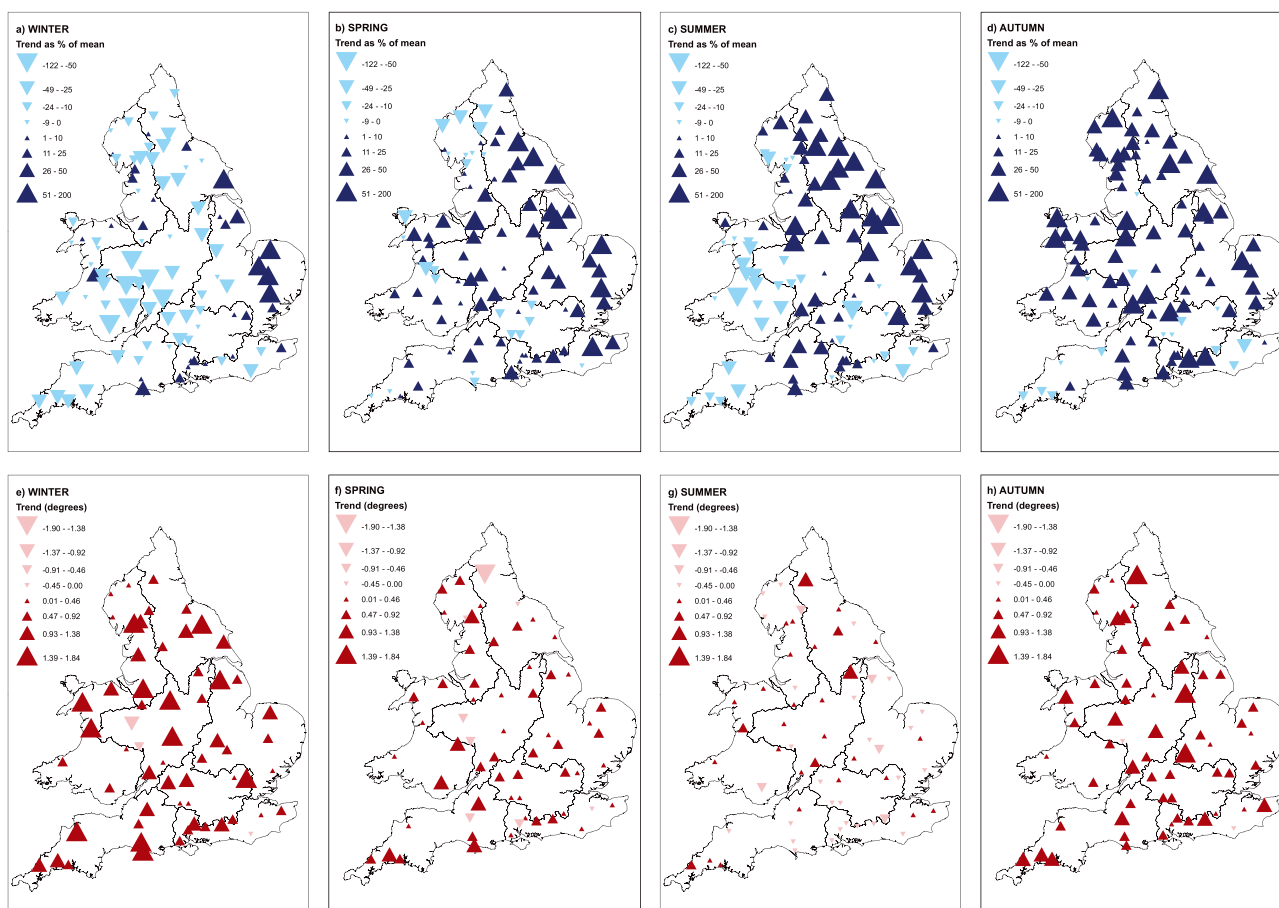 a) WINTER
Trend as % of mean
-122 - -50
-49 - -25
-24 - -10
-9 - 0
1 - 10
11 - 25
26 - 50
51 - 200
b) SPRING
Trend as % of mean
-122 - -50
-49 - -25
-24 - -10
-9 - 0
1 - 10
11 - 25
26 - 50
51 - 200
c) SUMMER
Trend as % of mean
-122 - -50
-49 - -25
-24 - -10
-9 - 0
1 - 10
11 - 25
26 - 50
51 - 200
d) AUTUMN
Trend as % of mean
-122 - -50
-49 - -25
-24 - -10
-9 - 0
1 - 10
11 - 25
26 - 50
51 - 200
e) WINTER
Trend (degrees)
-1.90 - -1.38
-1.37 - -0.92
-0.91 - -0.46
-0.45 - 0.00
0.01 - 0.46
0.47 - 0.92
0.93 - 1.38
1.39 - 1.84
f) SPRING
Trend (degrees)
-1.90 - -1.38
-1.37 - -0.92
-0.91 - -0.46
-0.45 - 0.00
0.01 - 0.46
0.47 - 0.92
0.93 - 1.38
1.39 - 1.84
g) SUMMER
Trend (degrees)
-1.90 - -1.38
-1.37 - -0.92
-0.91 - -0.46
-0.45 - 0.00
0.01 - 0.46
0.47 - 0.92
0.93 - 1.38
1.39 - 1.84
h) AUTUMN
Trend (degrees)
-1.90 - -1.38
-1.37 - -0.92
-0.91 - -0.46
-0.45 - 0.00
0.01 - 0.46
0.47 - 0.92
0.93 - 1.38
1.39 - 1.84